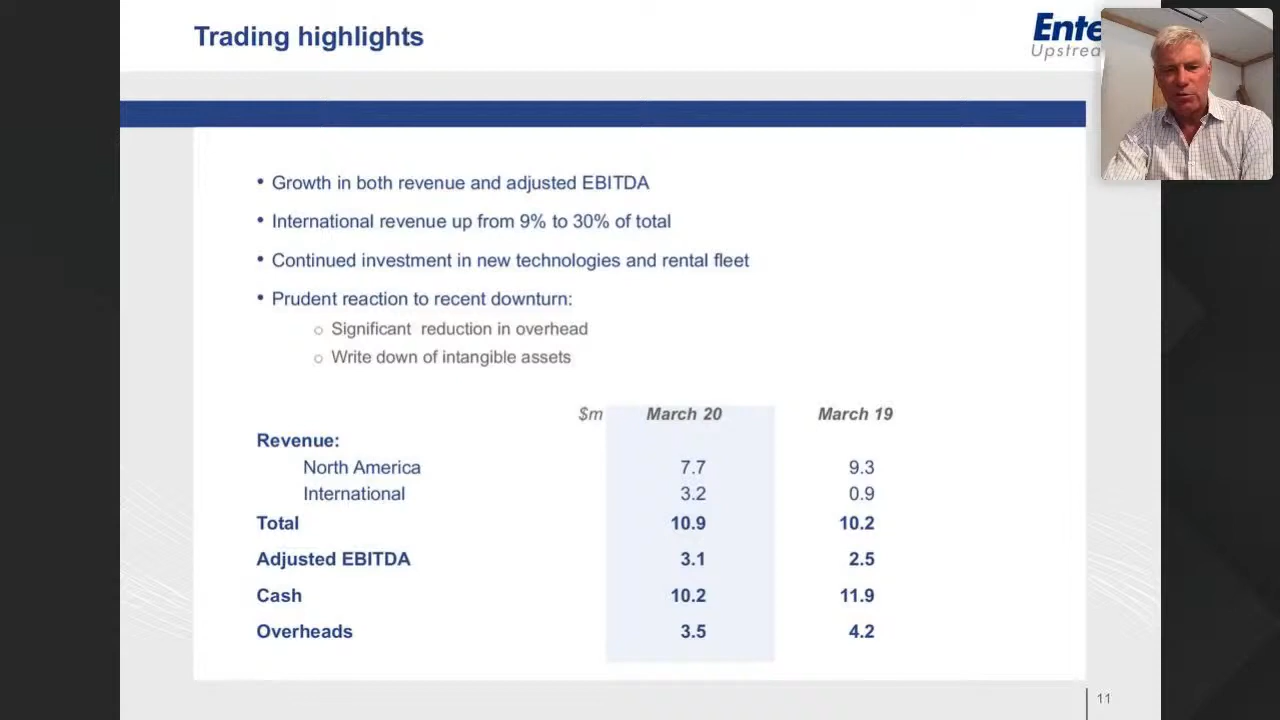 Trading highlights
Ente
Upstrea
• Growth in both revenue and adjusted EBITDA
• International revenue up from 9% to 30% of total
• Continued investment in new technologies and rental fleet
• Prudent reaction to recent downturn:
○ Significant reduction in overhead
○ Write down of intangible assets
$m March 20 March 19
Revenue:
North America 7.7 9.3
International 3.2 0.9
Total 10.9 10.2
Adjusted EBITDA 3.1 2.5
Cash 10.2 11.9
Overheads 3.5 4.2
11